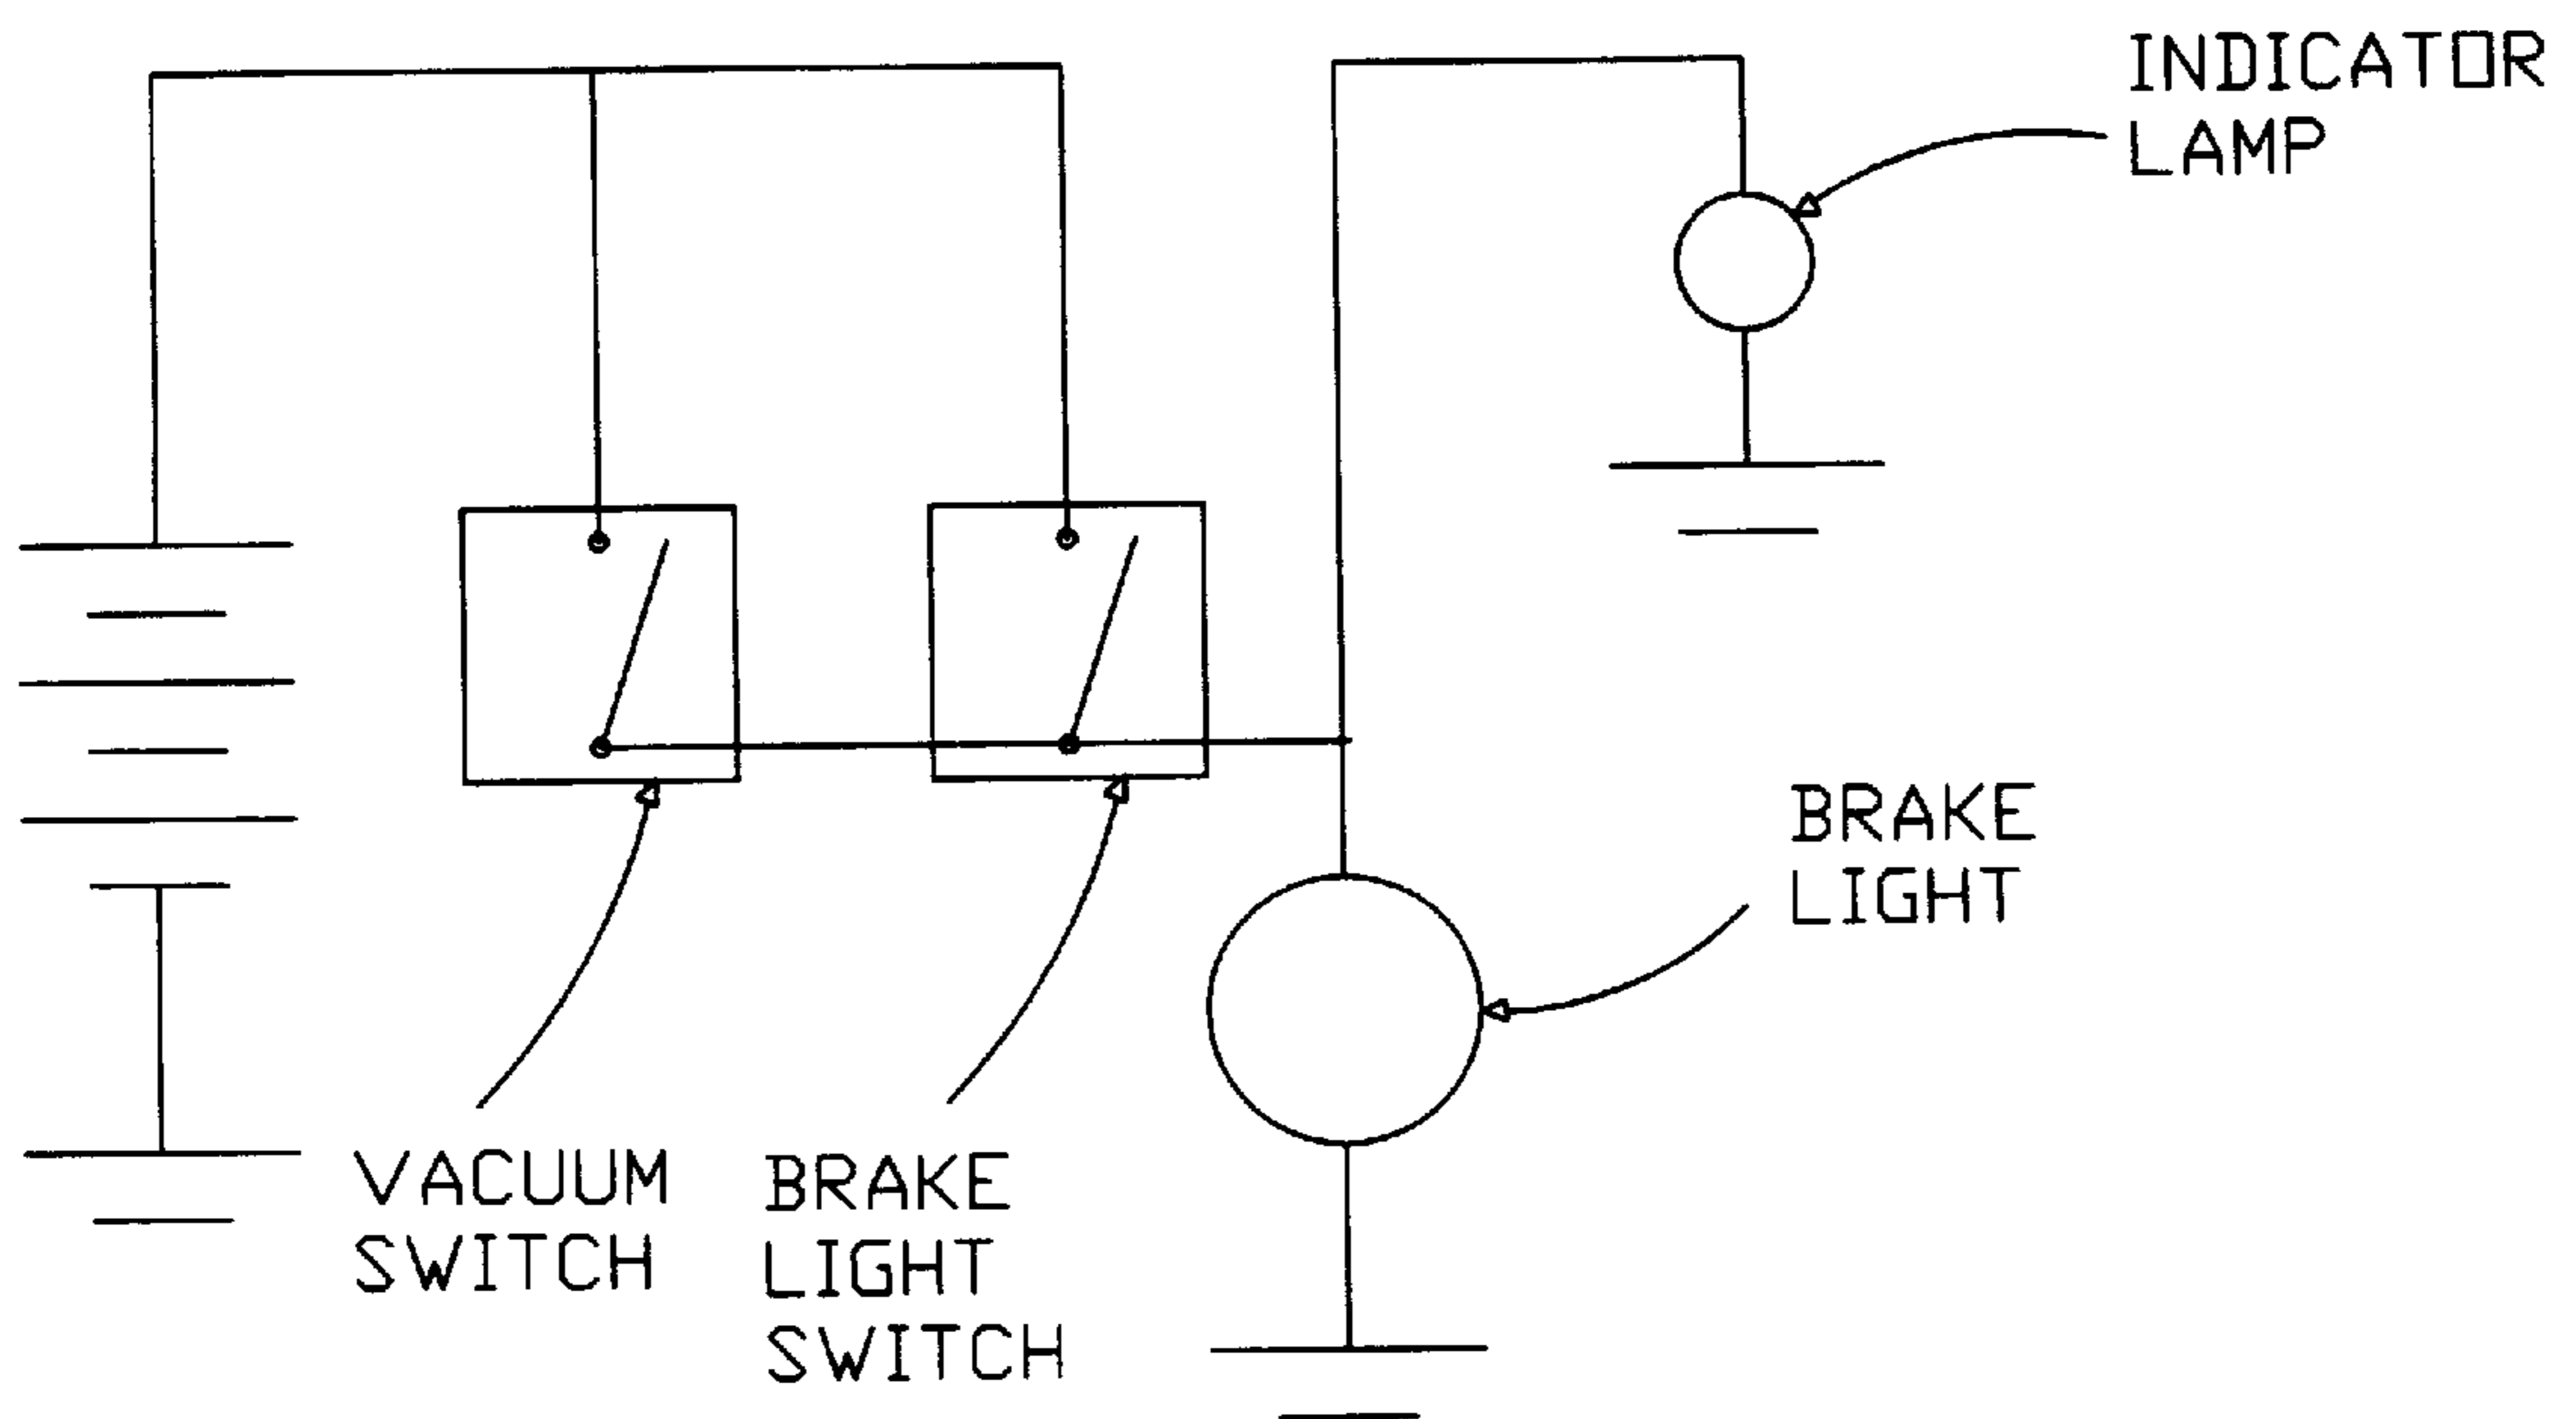 INDICATOR
LAMP
BRAKE
LIGHT
VACUUM
SWITCH
BRAKE
LIGHT
SWITCH